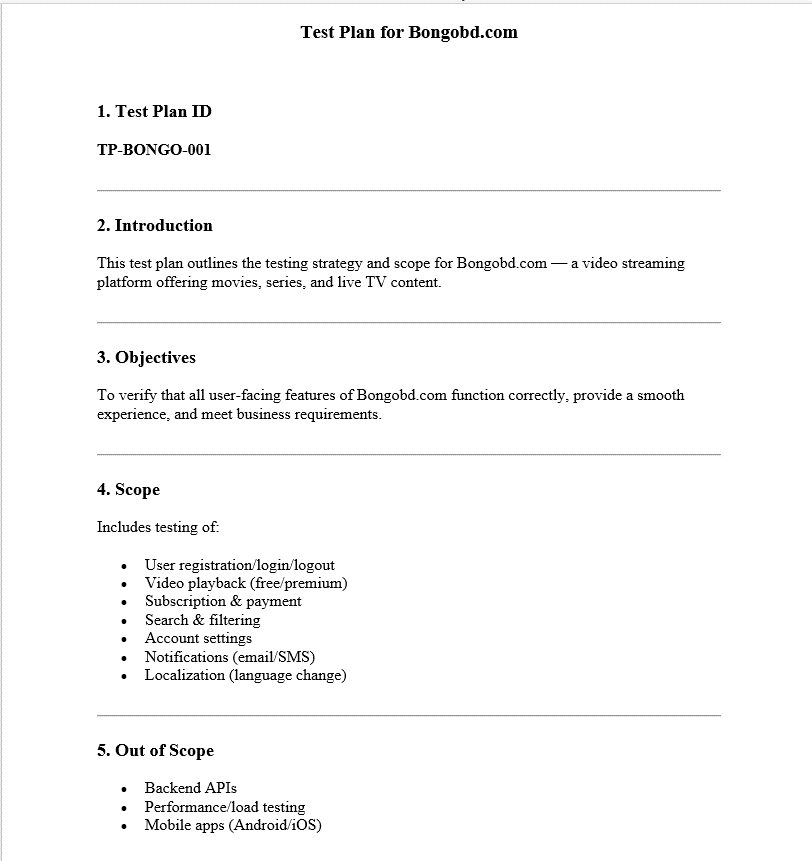 Test Plan for Bongobd.com
1. Test Plan ID
TP-BONGO-001
2. Introduction
This test plan outlines the testing strategy and scope for Bongobd.com — a video streaming
platform offering movies, series, and live TV content.
3. Objectives
To verify that all user-facing features of Bongobd.com function correctly, provide a smooth
experience, and meet business requirements.
4. Scope
Includes testing of:
• User registration/login/logout
• Video playback (free/premium)
• Subscription & payment
• Search & filtering
• Account settings
• Notifications (email/SMS)
• Localization (language change)
5. Out of Scope
• Backend APIs
• Performance/load testing
• Mobile apps (Android/iOS)